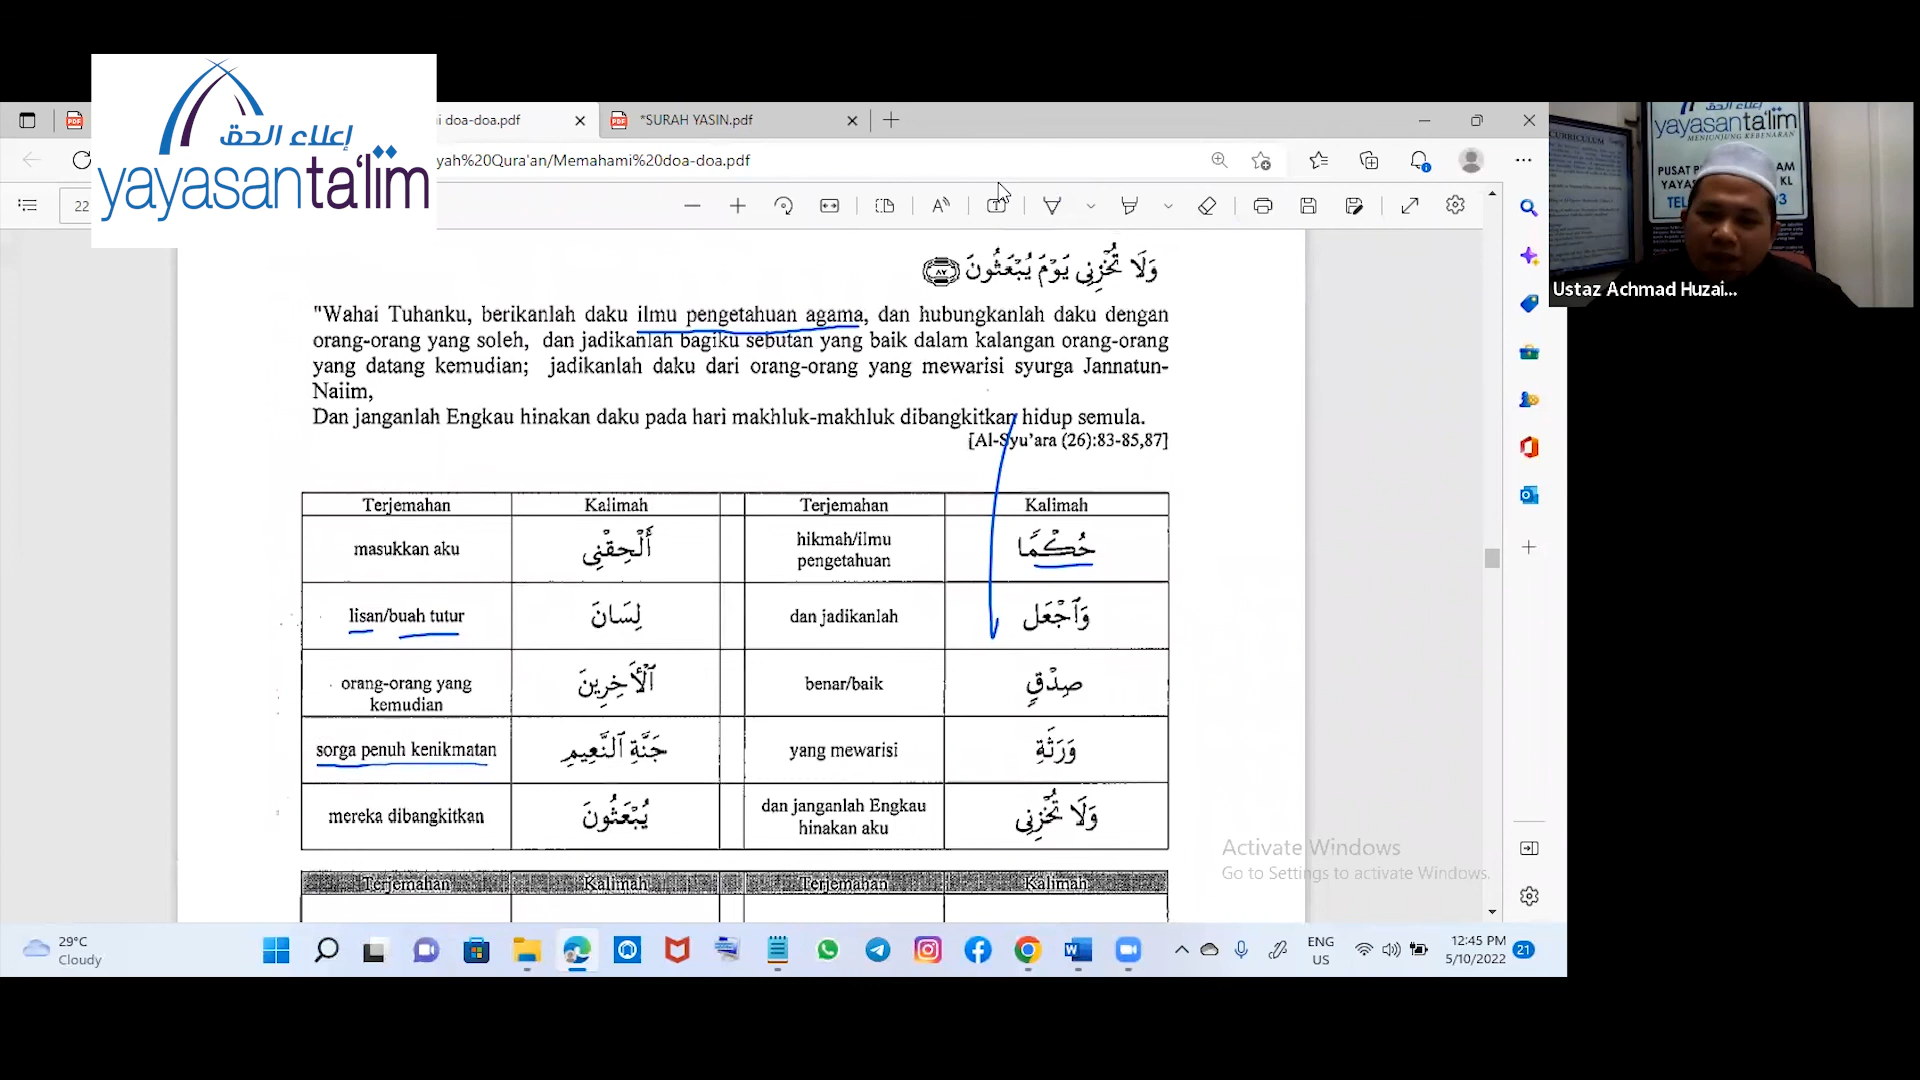 إعلاء الحق
yayasanta'lim
doa-doa.pdf
*SURAH YASIN.pdf
yah%20Qura'an/Memahami%20doa-doa.pdf
22
وَلَا تُخْزِنِى يَوْمَ يُبْعَثُونَ ٨٧
"Wahai Tuhanku, berikanlah daku ilmu pengetahuan agama, dan hubungkanlah daku dengan
orang-orang yang soleh, dan jadikanlah bagiku sebutan yang baik dalam kalangan orang-orang
yang datang kemudian; jadikanlah daku dari orang-orang yang mewarisi syurga Jannatun-
Naiim,
Dan janganlah Engkau hinakan daku pada hari makhluk-makhluk dibangkitkan hidup semula.
[Al-Syu'ara (26):83-85,87]
Terjemahan Kalimah Terjemahan Kalimah
masukkan aku أَلْحِقْنِى hikmah/ilmu pengetahuan حُكْمًا
lisan/buah tutur لِسَانَ dan jadikanlah وَٱجْعَل
orang-orang yang kemudian ٱلْأَخِرِينَ benar/baik صِدْقٍ
sorga penuh kenikmatan جَنَّةِ ٱلنَّعِيمِ yang mewarisi وَرَثَةِ
mereka dibangkitkan يُبْعَثُونَ dan janganlah Engkau hinakan aku وَلَا تُخْزِنِى
Terjemahan Kalimah Terjemahan Kalimah
Activate Windows
Go to Settings to activate Windows.
29°C
Cloudy
ENG
US
12:45 PM
5/10/2022
21
CURRICULUM
yayasanta'lim
MENJUNJUNG KEBENARAN
KL
Ustaz Achmad Huzai...